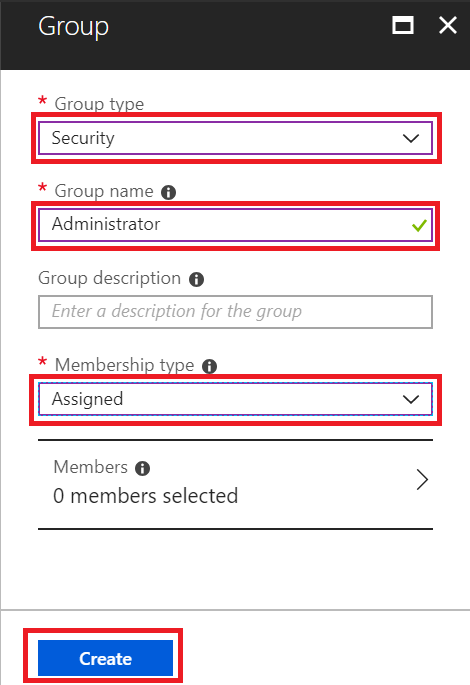 Group
* Group type
Security
* Group name
Administrator
Group description
Enter a description for the group
* Membership type
Assigned
Members
0 members selected
Create